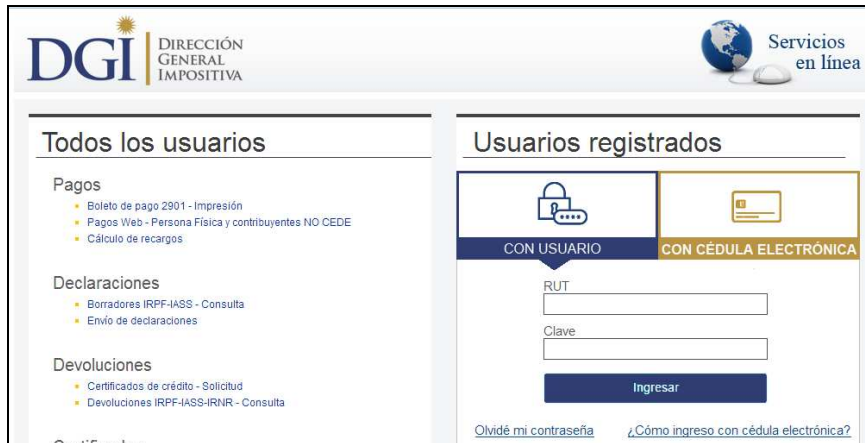 DGI
DIRECCIÓN
GENERAL
IMPOSITIVA
Servicios
en línea
Todos los usuarios
Pagos
Boleto de pago 2901 - Impresión
Pagos Web - Persona Física y contribuyentes NO CEDE
Cálculo de recargos
Declaraciones
Borradores IRPF-IASS - Consulta
Envío de declaraciones
Devoluciones
Certificados de crédito - Solicitud
Devoluciones IRPF-IASS-IRNR - Consulta
Usuarios registrados
CON USUARIO
CON CÉDULA ELECTRÓNICA
RUT
Clave
Ingresar
Olvidé mi contraseña
¿Cómo ingreso con cédula electrónica?